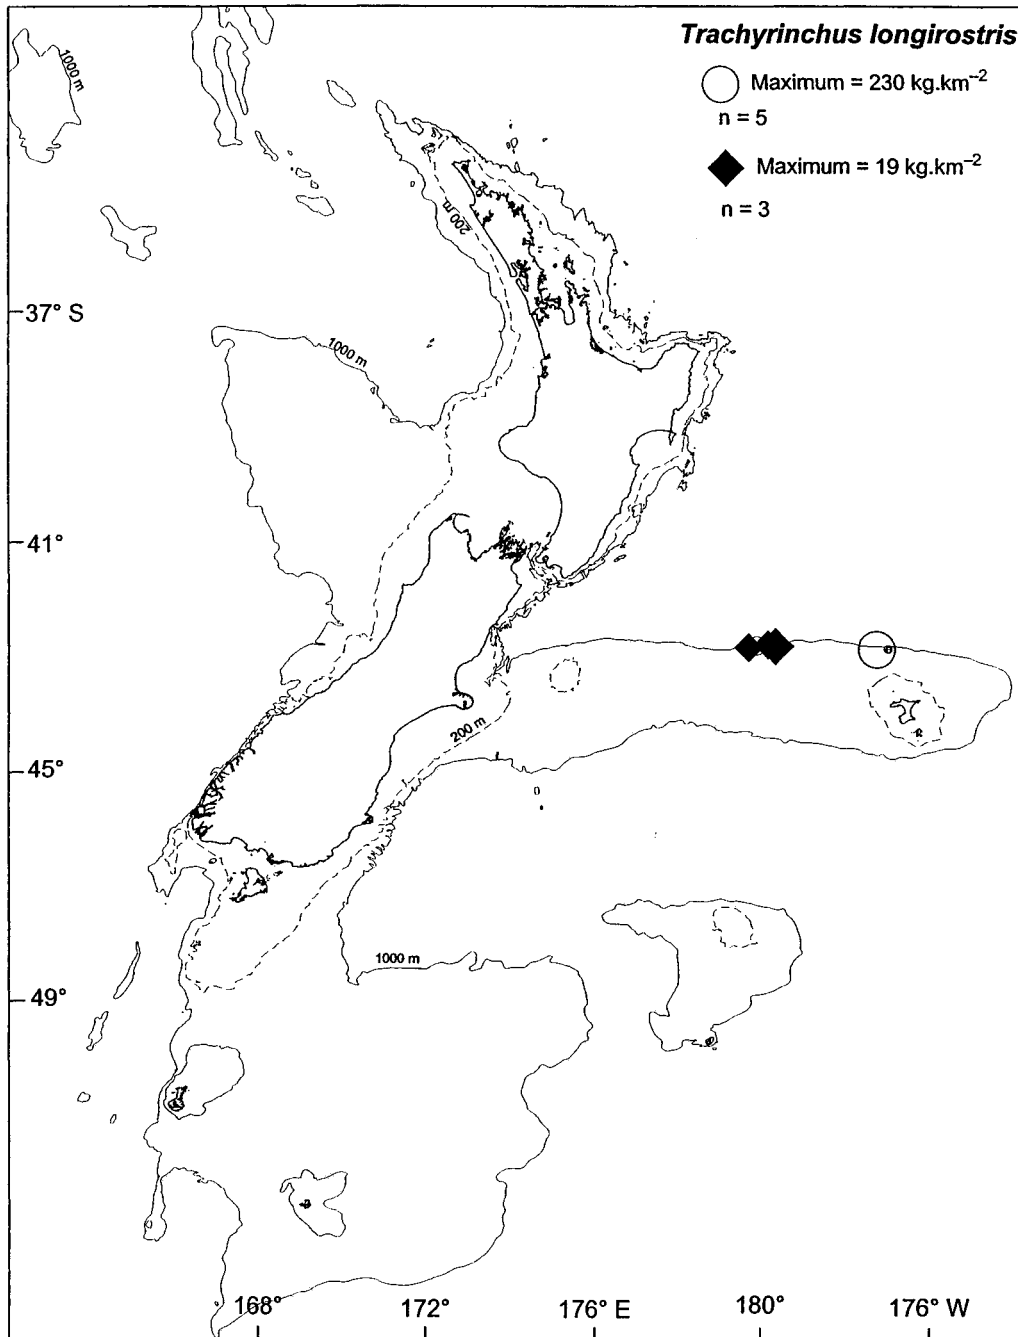 Trachyrinchus longirostris
Maximum = 230 kg.km⁻²
n = 5
Maximum = 19 kg.km⁻²
n = 3
1000 m
200 m
37° S
1000 m
41°
200 m
45°
1000 m
49°
168°
172°
176° E
180°
176° W